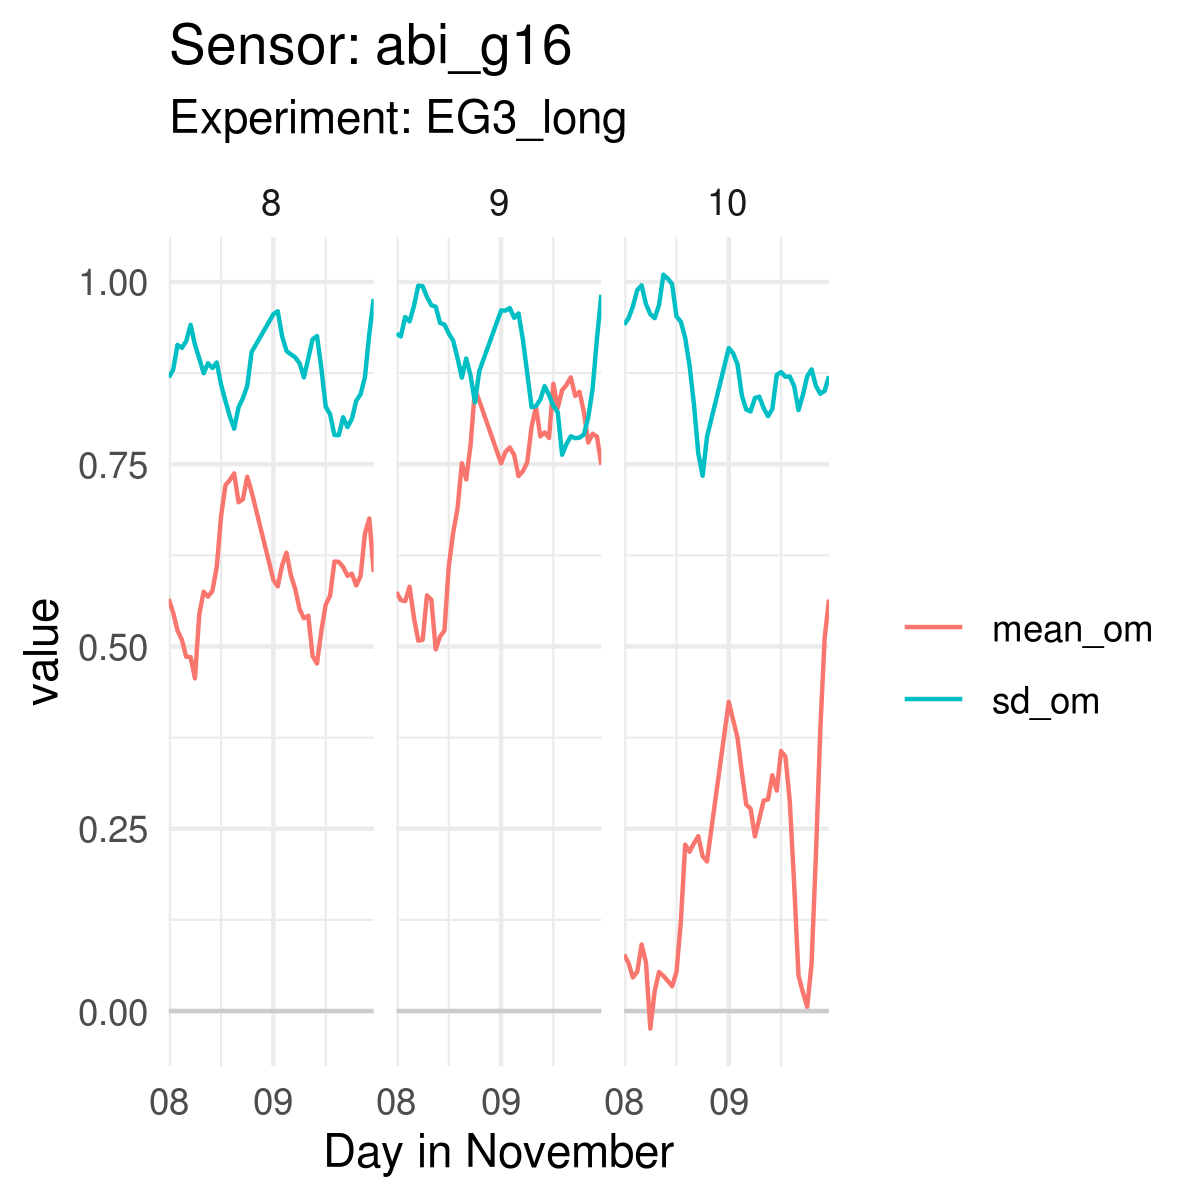 Sensor: abi_g16
Experiment: EG3_long
8 9 10
1.00
0.75
0.50
0.25
0.00
value
mean_om
sd_om
08 09 08 09 08 09
Day in November